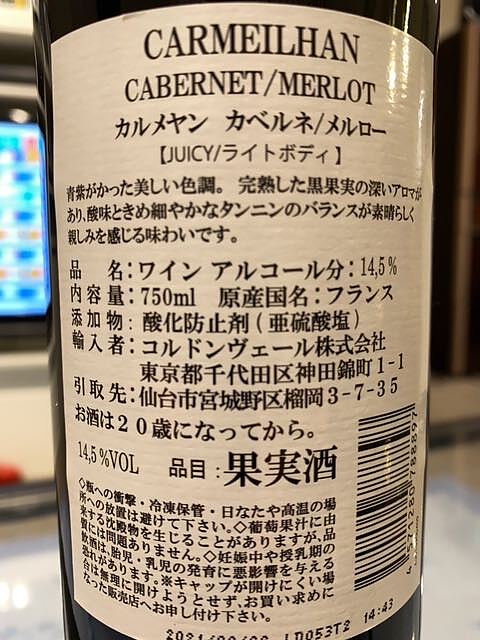 CARMEILHAN
CABERNET/MERLOT
カルメヤン カベルネ/メルロー
【JUICY/ライトボディ】
青紫がかった美しい色調。 完熟した黒果実の深いアロマが
あり、酸味ときめ細やかなタンニンのバランスが素晴らしく
親しみを感じる味わいです。
品 名:ワイン アルコール分:14,5%
内容量:750ml 原産国名:フランス
添加物:酸化防止剤(亜硫酸塩)
輸入者:コルドンヴェール株式会社
東京都千代田区神田錦町1-1
引取先:仙台市宮城野区榴岡3-7-35
お酒は20歳になってから。
14,5%VOL 品目:果実酒
◇瓶への衝撃・冷凍保管・日なたや高温の場
所への放置は避けて下さい。◇葡萄果汁に由
来する沈殿物を生じることがありますが、品
質には問題ありません。◇妊娠中や授乳期の
飲酒は、胎児・乳児の発育に悪影響を与える
恐れがあります。※キャップが開けにくい場
合は無理に開けようとせず、お買い求めに
なった販売店へお申し付け下さい。
LD053T2 14:43